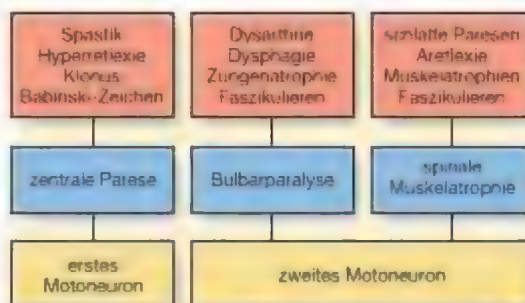 Spastik
Hyperreflexie
Klonus
Babinski-Zeichen
Dysarthrie
Dysphagie
Zungenatrophie
Faszikulieren
schlaffe Paresen
Areflexie
Muskelatrophien
Faszikulieren
zentrale Parese
Bulbärparalyse
spinale
Muskelatrophie
erstes
Motoneuron
zweites Motoneuron